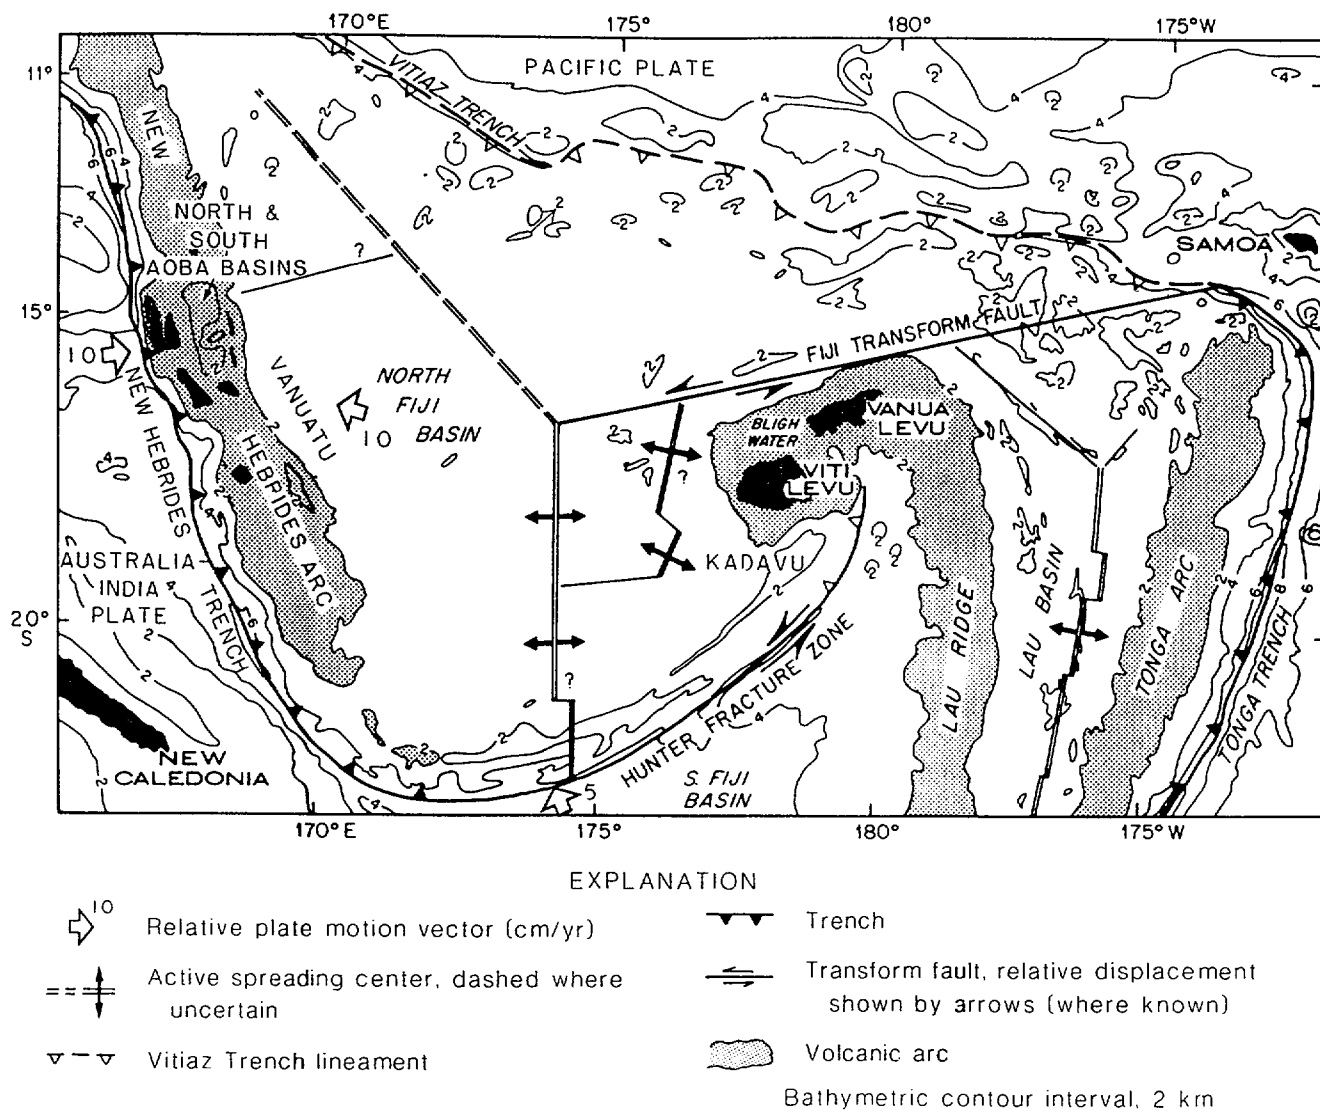 170°E 175° 180° 175°W
11°
15°
20°
S
170°E 175° 180° 175°W
VITIAZ TRENCH
PACIFIC PLATE
SAMOA
NEW
NORTH &
SOUTH
AOBA BASINS
?
FIJI TRANSFORM FAULT
10
NEW HEBRIDES
TRENCH
VANUATU
NORTH
FIJI
BASIN
10
HEBRIDES ARC
BLIGH
WATER
VANUA
LEVU
VITI
LEVU
?
KADAVU
AUSTRALIA-
INDIA
PLATE
NEW
CALEDONIA
?
HUNTER FRACTURE ZONE
5
S. FIJI
BASIN
LAU RIDGE
LAU BASIN
TONGA ARC
TONGA TRENCH
EXPLANATION
10
Relative plate motion vector (cm/yr)
Active spreading center, dashed where
uncertain
Vitiaz Trench lineament
Trench
Transform fault, relative displacement
shown by arrows (where known)
Volcanic arc
Bathymetric contour interval, 2 km